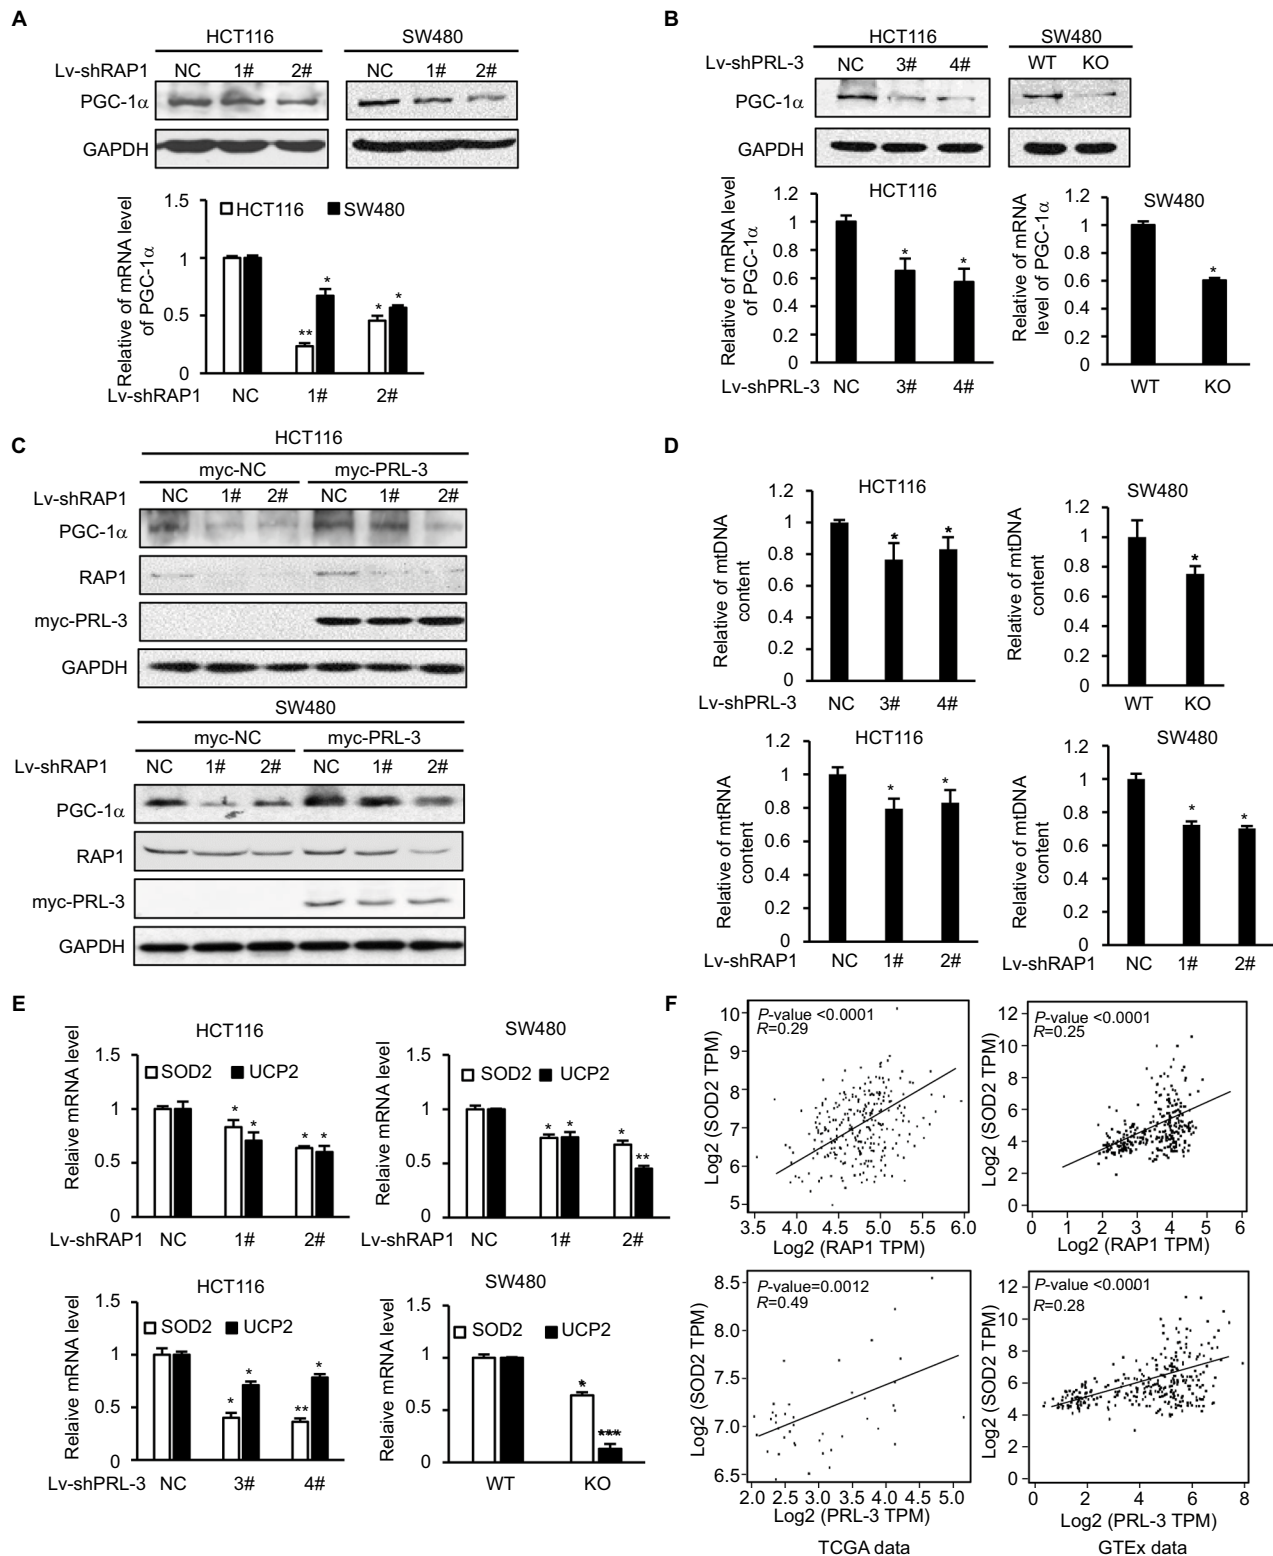 A
HCT116 SW480
Lv-shRAP1 NC 1# 2# NC 1# 2#
PGC-1α
GAPDH
1.5
1
0.5
0
Relative of mRNA level
of PGC-1α
HCT116 SW480
** * * *
Lv-shRAP1 NC 1# 2#
B
HCT116 SW480
Lv-shPRL-3 NC 3# 4# WT KO
PGC-1α
GAPDH
HCT116
Relative of mRNA level
of PGC-1α
1.2
1
0.8
0.6
0.4
0.2
0
* *
Lv-shPRL-3 NC 3# 4#
SW480
Relative of mRNA
level of PGC-1α
1.2
1
0.8
0.6
0.4
0.2
0
*
WT KO
C
HCT116
myc-NC myc-PRL-3
Lv-shRAP1 NC 1# 2# NC 1# 2#
PGC-1α
RAP1
myc-PRL-3
GAPDH
SW480
myc-NC myc-PRL-3
Lv-shRAP1 NC 1# 2# NC 1# 2#
PGC-1α
RAP1
myc-PRL-3
GAPDH
D
HCT116
Relative of mtDNA
content
1.2
1
0.8
0.6
0.4
0.2
0
* *
Lv-shPRL-3 NC 3# 4#
SW480
Relative of mtDNA
content
1.2
1
0.8
0.6
0.4
0.2
0
*
WT KO
HCT116
Relative of mtRNA
content
1.2
1
0.8
0.6
0.4
0.2
0
* *
Lv-shRAP1 NC 1# 2#
SW480
Relative of mtDNA
content
1.2
1
0.8
0.6
0.4
0.2
0
* *
Lv-shRAP1 NC 1# 2#
E
HCT116
Relaive mRNA level
1.5
1
0.5
0
SOD2 UCP2
* * * *
Lv-shRAP1 NC 1# 2#
SW480
Relaive mRNA level
1.5
1
0.5
0
SOD2 UCP2
* * * **
Lv-shRAP1 NC 1# 2#
HCT116
Relaive mRNA level
1.5
1
0.5
0
SOD2 UCP2
* * ** *
Lv-shPRL-3 NC 3# 4#
SW480
Relaive mRNA level
1.5
1
0.5
0
SOD2 UCP2
* ***
WT KO
F
P-value <0.0001
R=0.29
Log2 (SOD2 TPM)
10
9
8
7
6
5
3.5 4.0 4.5 5.0 5.5 6.0
Log2 (RAP1 TPM)
P-value <0.0001
R=0.25
Log2 (SOD2 TPM)
12
10
8
6
4
2
0
0 1 2 3 4 5 6
Log2 (RAP1 TPM)
P-value=0.0012
R=0.49
Log2 (SOD2 TPM)
8.5
8.0
7.5
7.0
6.5
2.0 2.5 3.0 3.5 4.0 4.5 5.0
Log2 (PRL-3 TPM)
TCGA data
P-value <0.0001
R=0.28
Log2 (SOD2 TPM)
12
10
8
6
4
2
0
0 2 4 6 8
Log2 (PRL-3 TPM)
GTEx data